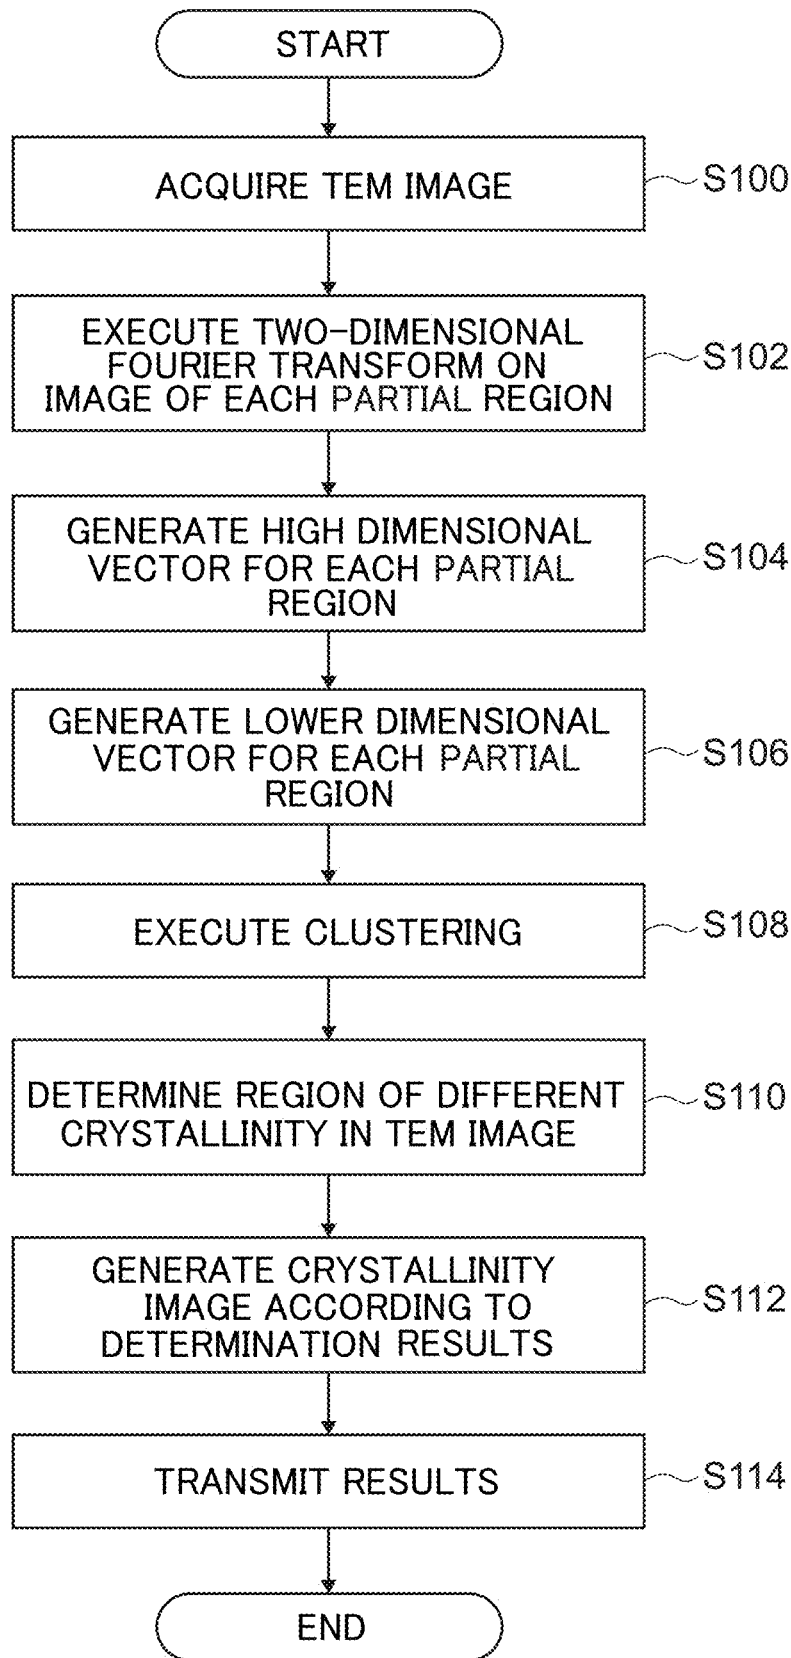 START
ACQUIRE TEM IMAGE
S100
EXECUTE TWO-DIMENSIONAL
FOURIER TRANSFORM ON
IMAGE OF EACH PARTIAL REGION
S102
GENERATE HIGH DIMENSIONAL
VECTOR FOR EACH PARTIAL
REGION
S104
GENERATE LOWER DIMENSIONAL
VECTOR FOR EACH PARTIAL
REGION
S106
EXECUTE CLUSTERING
S108
DETERMINE REGION OF DIFFERENT
CRYSTALLINITY IN TEM IMAGE
S110
GENERATE CRYSTALLINITY
IMAGE ACCORDING TO
DETERMINATION RESULTS
S112
TRANSMIT RESULTS
S114
END